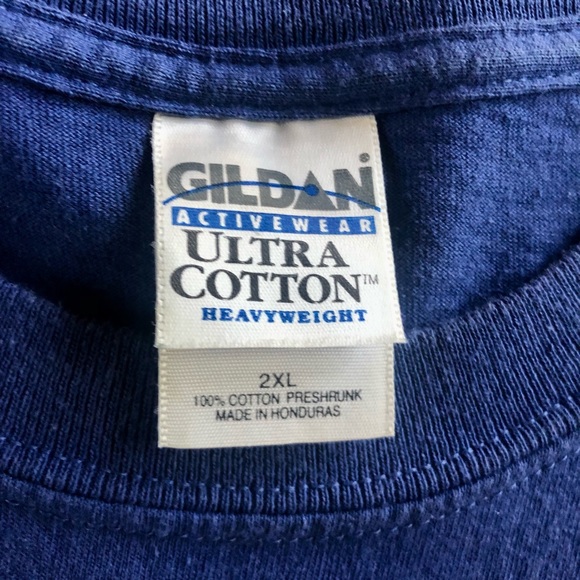 GILDAN
ACTIVEWEAR
ULTRA
COTTON™
HEAVYWEIGHT
2XL
100% COTTON PRESHRUNK
MADE IN HONDURAS